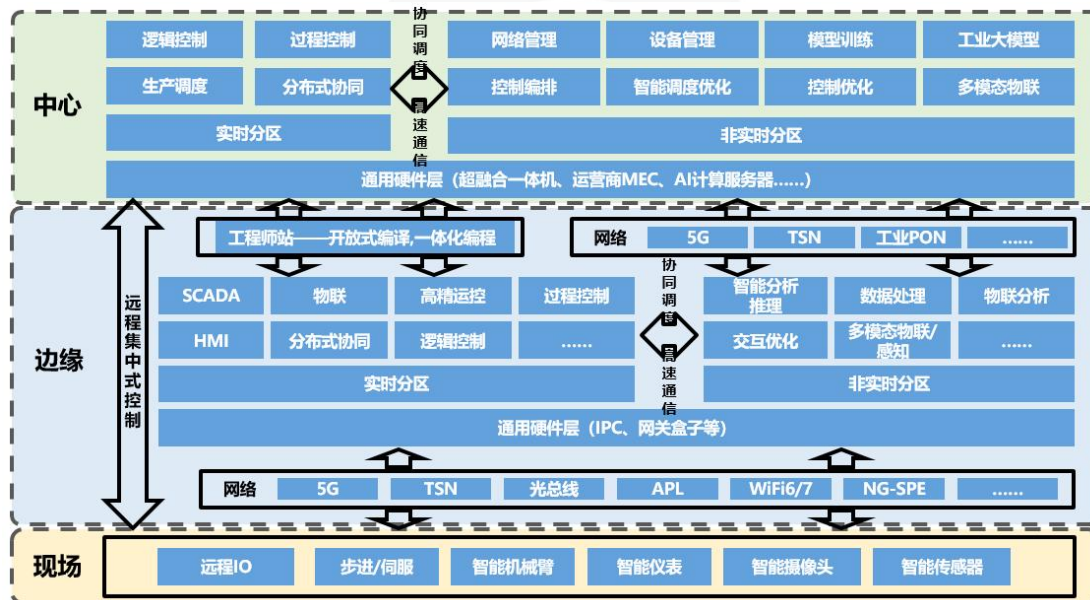 协同调度
逻辑控制
过程控制
网络管理
设备管理
模型训练
工业大模型
中心
生产调度
分布式协同
控制编排
智能调度优化
控制优化
多模态物联
高速通信
实时分区
非实时分区
通用硬件层（超融合一体机、运营商MEC、AI计算服务器......）
工程师站——开放式编译,一体化编程
网络
5G
TSN
工业PON
......
远程集中式控制
边缘
协同调度
SCADA
物联
高精运控
过程控制
智能分析
推理
数据处理
物联分析
HMI
分布式协同
逻辑控制
......
交互优化
多模态物联/
感知
......
高速通信
实时分区
非实时分区
通用硬件层（IPC、网关盒子等）
网络
5G
TSN
光总线
APL
WiFi6/7
NG-SPE
......
现场
远程IO
步进/伺服
智能机械臂
智能仪表
智能摄像头
智能传感器